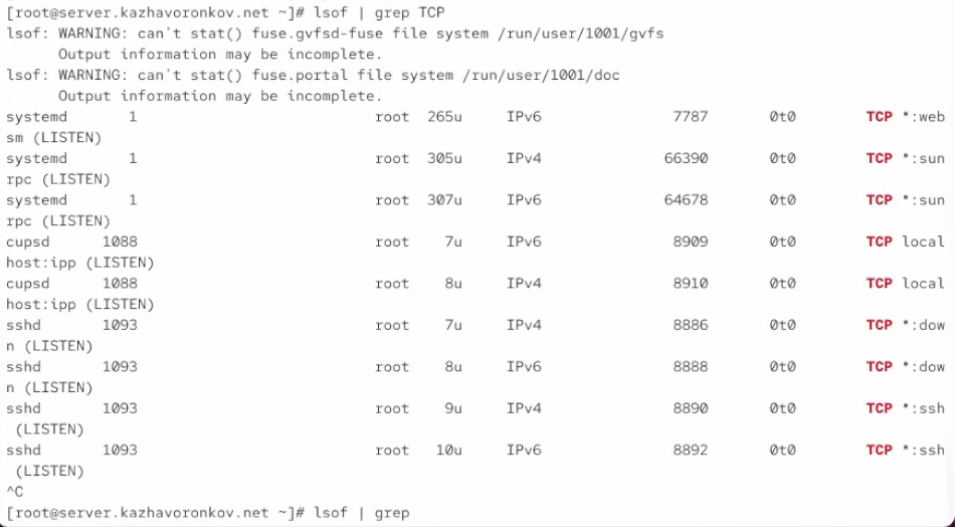 [root@server.kazhavoronkov.net ~]# lsof | grep TCP
lsof: WARNING: can't stat() fuse.gvfsd-fuse file system /run/user/1001/gvfs
      Output information may be incomplete.
lsof: WARNING: can't stat() fuse.portal file system /run/user/1001/doc
      Output information may be incomplete.
systemd       1                           root  265u     IPv6               7787       0t0        TCP *:web
sm (LISTEN)
systemd       1                           root  305u     IPv4              66390       0t0        TCP *:sun
rpc (LISTEN)
systemd       1                           root  307u     IPv6              64678       0t0        TCP *:sun
rpc (LISTEN)
cupsd      1088                           root    7u     IPv6               8909       0t0        TCP local
host:ipp (LISTEN)
cupsd      1088                           root    8u     IPv4               8910       0t0        TCP local
host:ipp (LISTEN)
sshd       1093                           root    7u     IPv4               8886       0t0        TCP *:dow
n (LISTEN)
sshd       1093                           root    8u     IPv6               8888       0t0        TCP *:dow
n (LISTEN)
sshd       1093                           root    9u     IPv4               8890       0t0        TCP *:ssh
 (LISTEN)
sshd       1093                           root   10u     IPv6               8892       0t0        TCP *:ssh
 (LISTEN)
^C
[root@server.kazhavoronkov.net ~]# lsof | grep